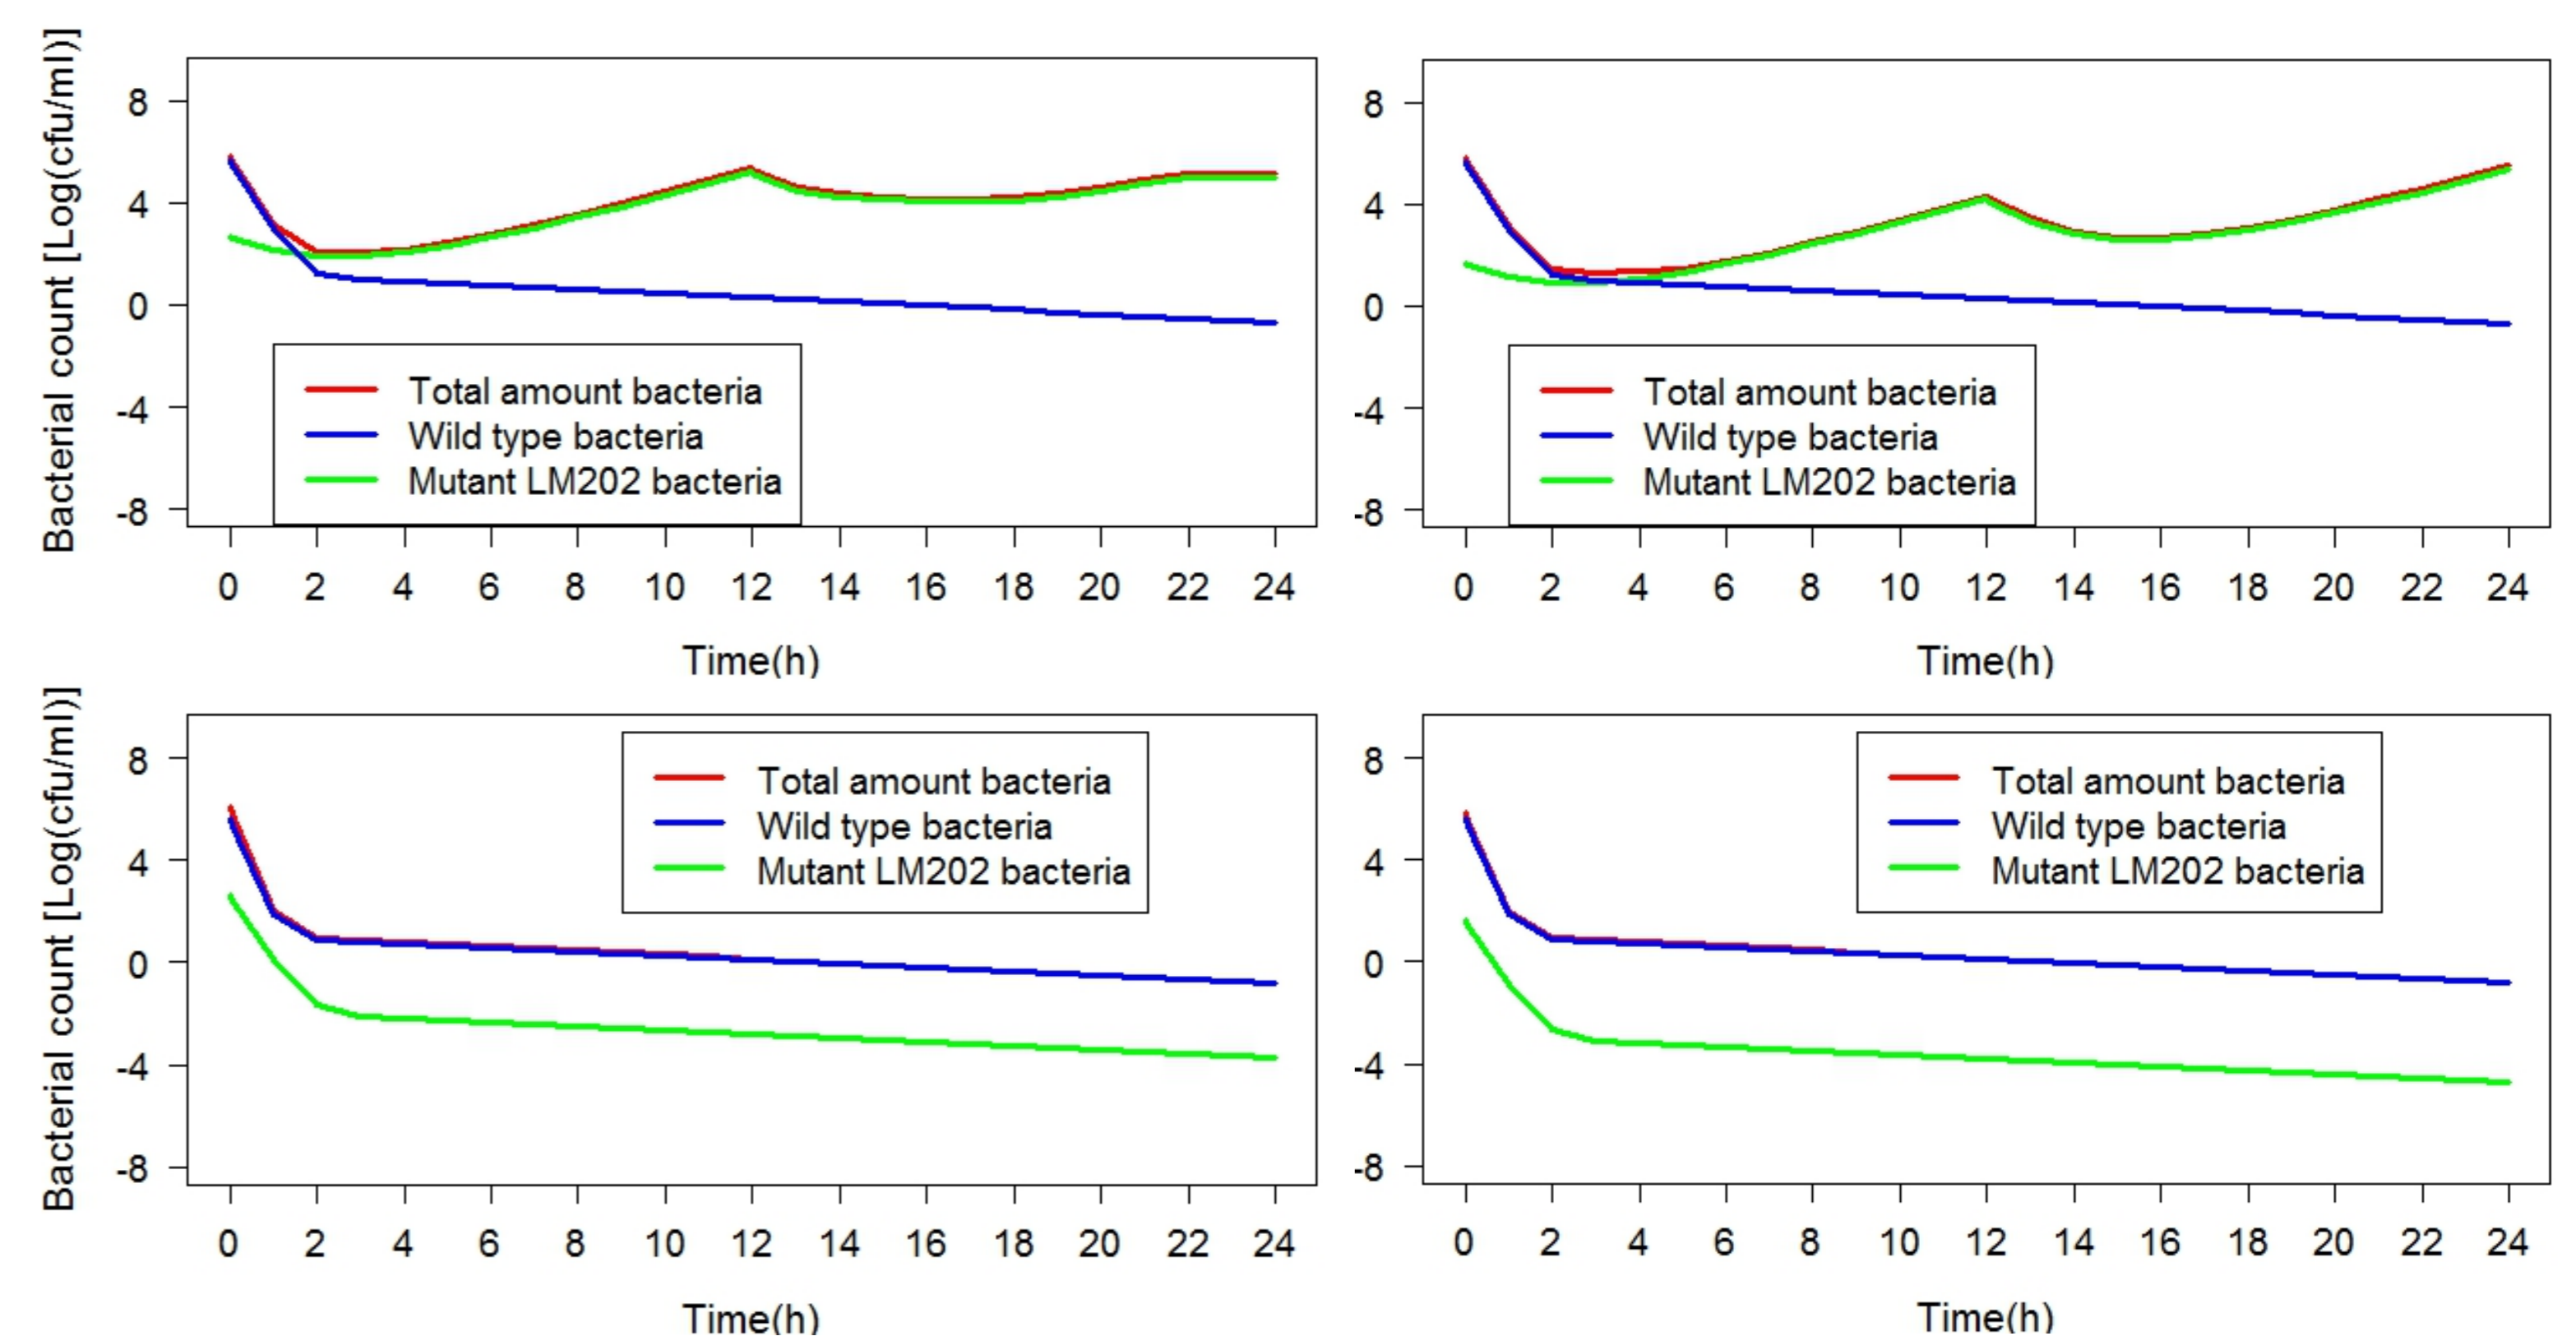 Bacterial count [Log(cfu/ml)]
8
4
0
-4
-8
Total amount bacteria
Wild type bacteria
Mutant LM202 bacteria
0 2 4 6 8 10 12 14 16 18 20 22 24
Time(h)
8
4
0
-4
-8
Total amount bacteria
Wild type bacteria
Mutant LM202 bacteria
0 2 4 6 8 10 12 14 16 18 20 22 24
Time(h)
Bacterial count [Log(cfu/ml)]
8
4
0
-4
-8
Total amount bacteria
Wild type bacteria
Mutant LM202 bacteria
0 2 4 6 8 10 12 14 16 18 20 22 24
Time(h)
8
4
0
-4
-8
Total amount bacteria
Wild type bacteria
Mutant LM202 bacteria
0 2 4 6 8 10 12 14 16 18 20 22 24
Time(h)